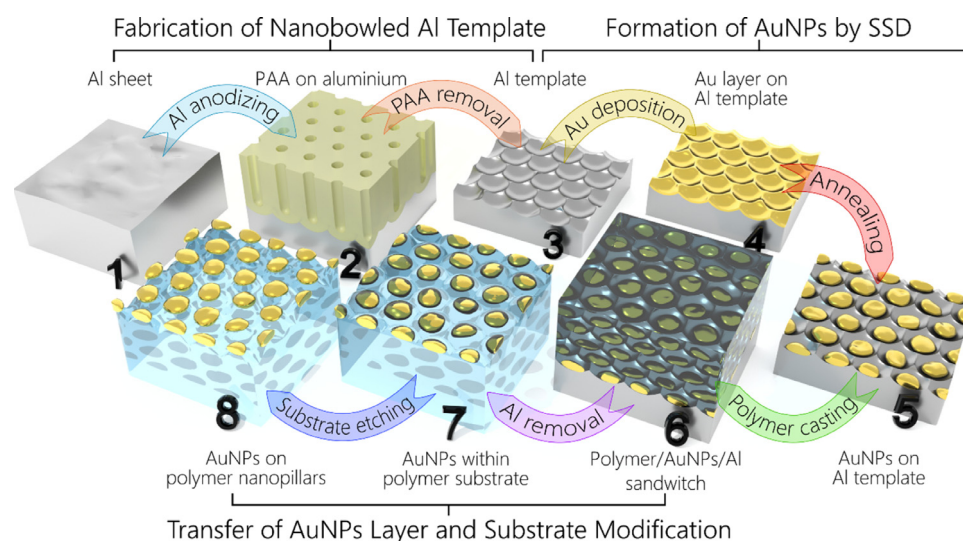 Fabrication of Nanobowled Al Template
Formation of AuNPs by SSD
Al sheet
PAA on aluminium
Al template
Au layer on
Al template
Al anodizing
PAA removal
Au deposition
Annealing
1
2
3
4
8
7
6
5
Substrate etching
Al removal
Polymer casting
AuNPs on
polymer nanopillars
AuNPs within
polymer substrate
Polymer/AuNPs/Al
sandwitch
AuNPs on
Al template
Transfer of AuNPs Layer and Substrate Modification